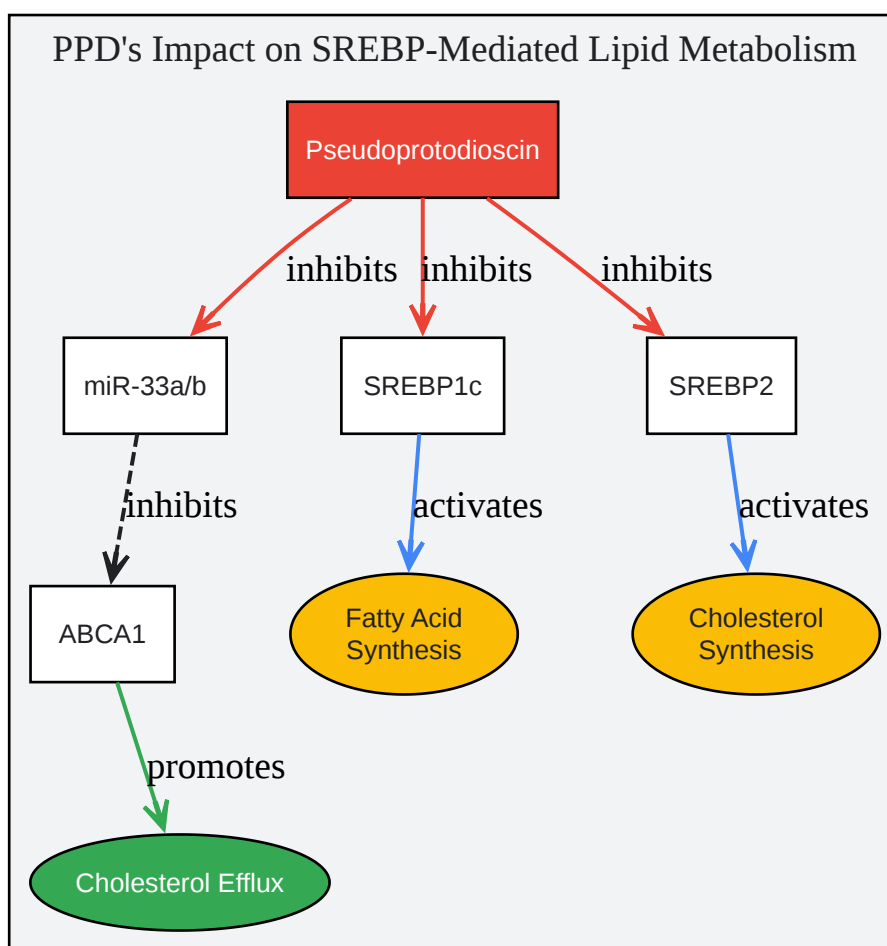 PPD's Impact on SREBP-Mediated Lipid Metabolism
Pseudoprotodioscin
inhibits
inhibits
inhibits
miR-33a/b
SREBP1c
SREBP2
inhibits
activates
activates
ABCA1
Fatty Acid
Synthesis
Cholesterol
Synthesis
promotes
Cholesterol Efflux